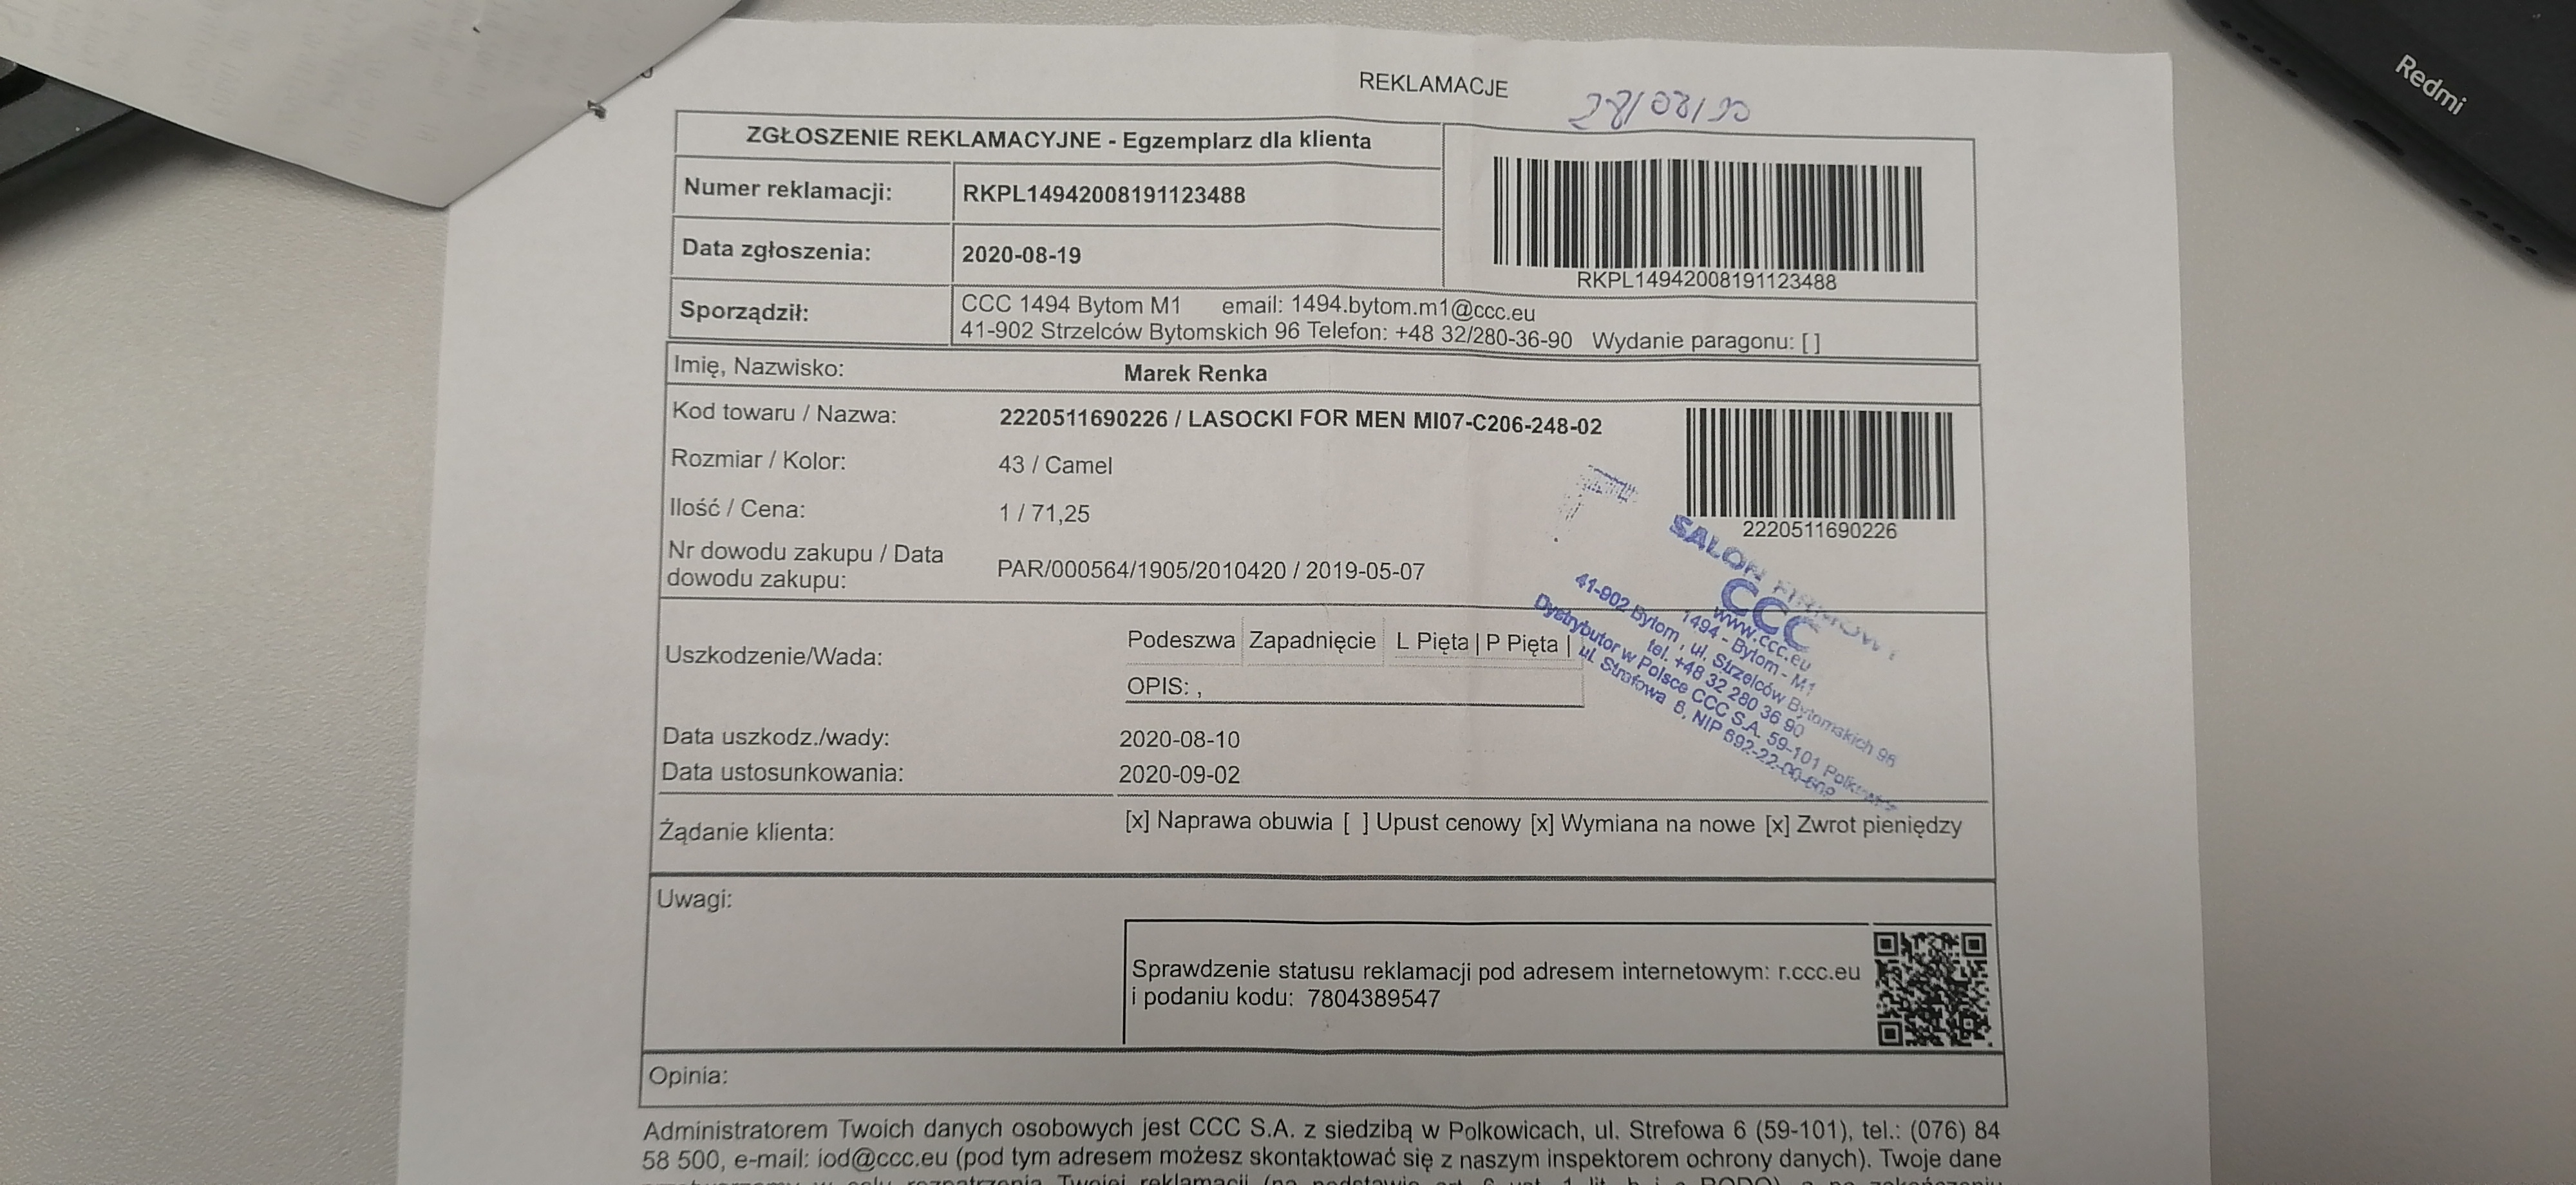 Redmi
REKLAMACJE
ZGŁOSZENIE REKLAMACYJNE - Egzemplarz dla klienta
Numer reklamacji: RKPL14942008191123488
RKPL14942008191123488
Data zgłoszenia: 2020-08-19
Sporządził: CCC 1494 Bytom M1 email: 1494.bytom.m1@ccc.eu
41-902 Strzelców Bytomskich 96 Telefon: +48 32/280-36-90 Wydanie paragonu: [ ]
Imię, Nazwisko: Marek Renka
Kod towaru / Nazwa: 2220511690226 / LASOCKI FOR MEN MI07-C206-248-02
Rozmiar / Kolor: 43 / Camel
Ilość / Cena: 1 / 71,25
2220511690226
Nr dowodu zakupu / Data
dowodu zakupu: PAR/000564/1905/2010420 / 2019-05-07
SALON FIRMOWY
CCC
www.ccc.eu
1494 - Bytom - M1
41-902 Bytom, ul. Strzelców Bytomskich 96
tel. +48 32 280 36 90
Dystrybutor w Polsce CCC S.A. 59-101 Polkowice
Uszkodzenie/Wada: Podeszwa Zapadnięcie L Pięta | P Pięta |
OPIS: ,
Data uszkodz./wady: 2020-08-10
Data ustosunkowania: 2020-09-02
Żądanie klienta: [x] Naprawa obuwia [ ] Upust cenowy [x] Wymiana na nowe [x] Zwrot pieniędzy
Uwagi:
Sprawdzenie statusu reklamacji pod adresem internetowym: r.ccc.eu
i podaniu kodu: 7804389547
Opinia:
Administratorem Twoich danych osobowych jest CCC S.A. z siedzibą w Polkowicach, ul. Strefowa 6 (59-101), tel.: (076) 84
58 500, e-mail: iod@ccc.eu (pod tym adresem możesz skontaktować się z naszym inspektorem ochrony danych). Twoje dane